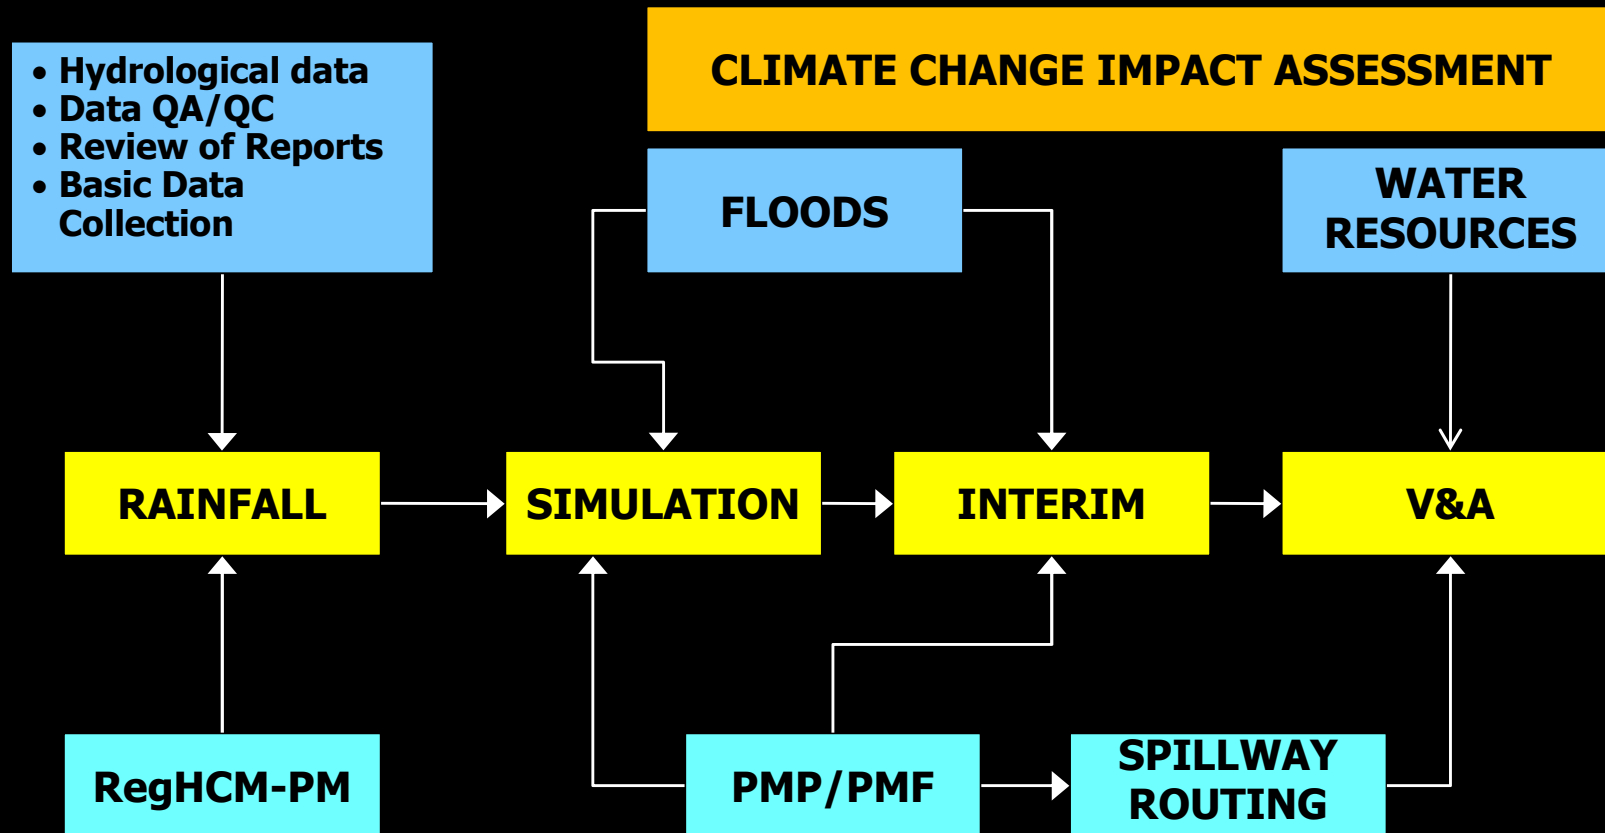 CLIMATE CHANGE IMPACT ASSESSMENT
• Hydrological data
• Data QA/QC
• Review of Reports
• Basic Data
Collection
FLOODS
WATER
RESOURCES
RAINFALL
SIMULATION
INTERIM
V&A
RegHCM-PM
PMP/PMF
SPILLWAY
ROUTING